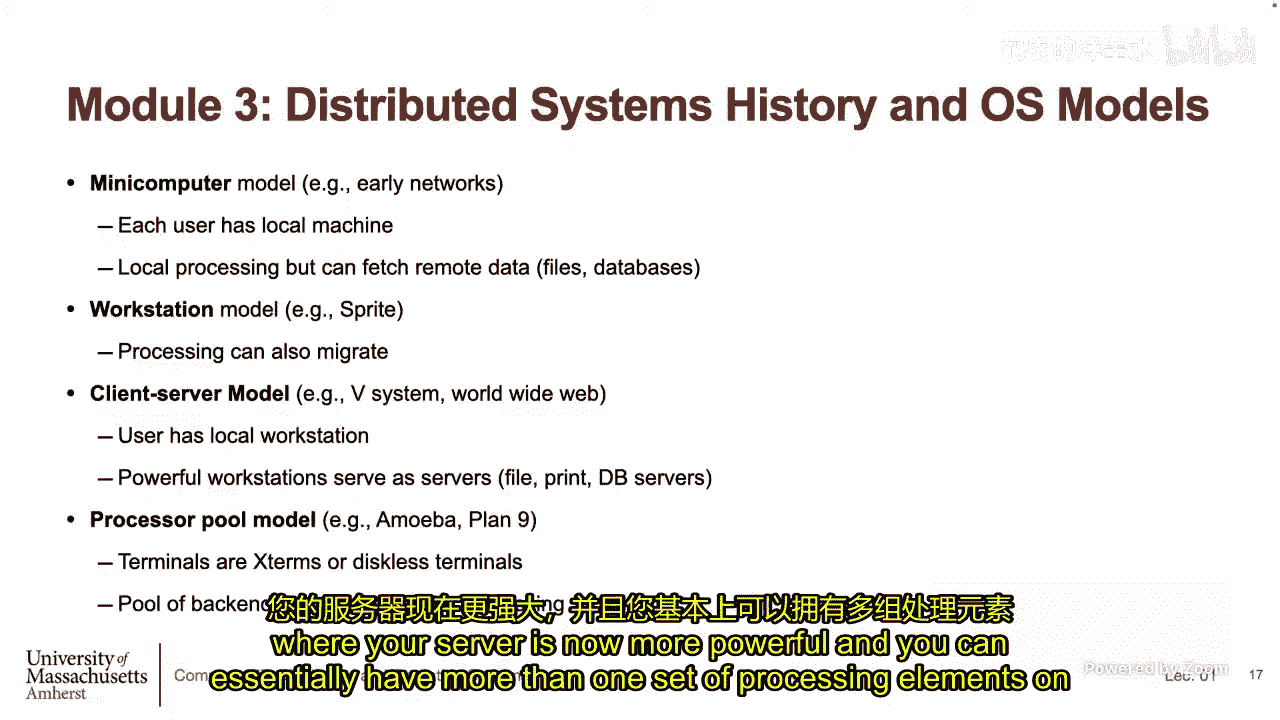 Module 3: Distributed Systems History and OS Models
• Minicomputer model (e.g., early networks)
– Each user has local machine
– Local processing but can fetch remote data (files, databases)
• Workstation model (e.g., Sprite)
– Processing can also migrate
• Client-server Model (e.g., V system, world wide web)
– User has local workstation
– Powerful workstations serve as servers (file, print, DB servers)
• Processor pool model (e.g., Amoeba, Plan 9)
– Terminals are Xterms or diskless terminals
– Pool of
您的服务器现在更强大，并且您基本上可以拥有多组处理元素
where your server is now more powerful and you can
essentially have more than one set of processing elements on
University of
Massachusetts
Amherst
Powered by Zoom
Lec. 01
17